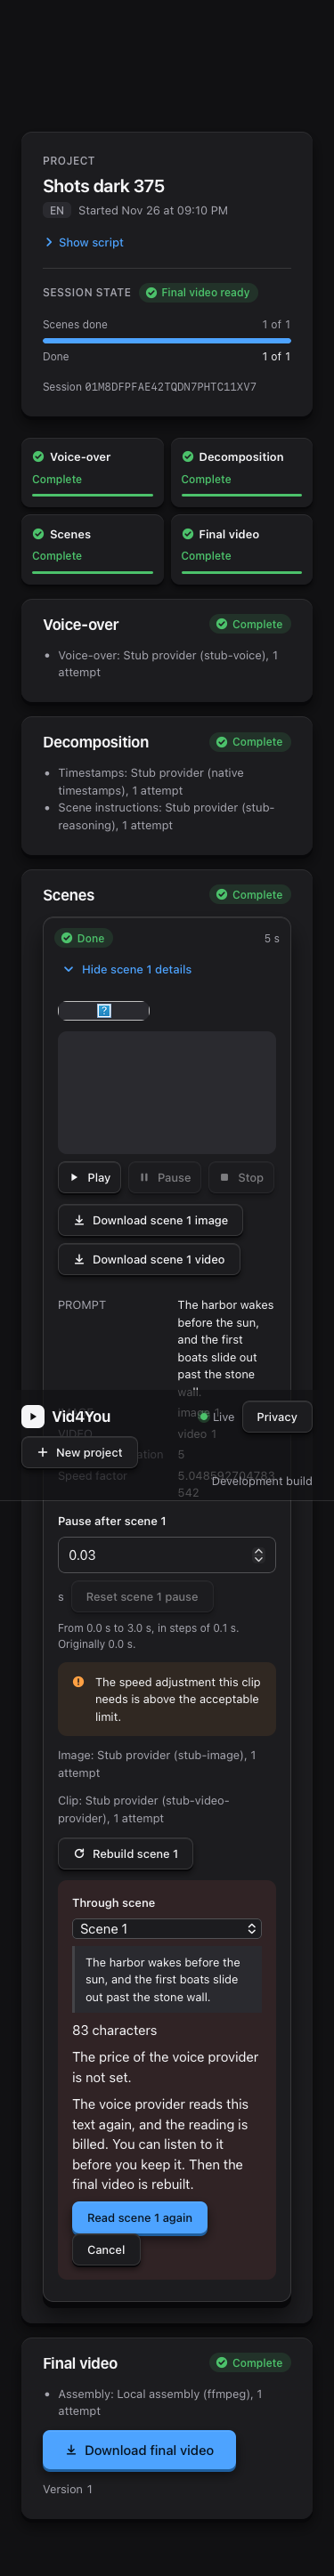 PROJECT
Shots dark 375
EN Started Nov 26 at 09:10 PM
Show script
SESSION STATE Final video ready
Scenes done 1 of 1
Done 1 of 1
Session 01M8DFPFAE42TQDN7PHTC11XV7
Voice-over
Complete
Decomposition
Complete
Scenes
Complete
Final video
Complete
Voice-over Complete
Voice-over: Stub provider (stub-voice), 1
attempt
Decomposition Complete
Timestamps: Stub provider (native
timestamps), 1 attempt
Scene instructions: Stub provider (stub-
reasoning), 1 attempt
Scenes Complete
Done 5 s
Hide scene 1 details
Play Pause Stop
Download scene 1 image
Download scene 1 video
PROMPT The harbor wakes
before the sun,
and the first
boats slide out
past the stone
wall.
Vid4You Live Privacy
image 1
VIDEO video 1
New project 5
Speed factor 5.048592704783
542
Development build
Pause after scene 1
0.03
s Reset scene 1 pause
From 0.0 s to 3.0 s, in steps of 0.1 s.
Originally 0.0 s.
The speed adjustment this clip
needs is above the acceptable
limit.
Image: Stub provider (stub-image), 1
attempt
Clip: Stub provider (stub-video-
provider), 1 attempt
Rebuild scene 1
Through scene
Scene 1
The harbor wakes before the
sun, and the first boats slide
out past the stone wall.
83 characters
The price of the voice provider
is not set.
The voice provider reads this
text again, and the reading is
billed. You can listen to it
before you keep it. Then the
final video is rebuilt.
Read scene 1 again
Cancel
Final video Complete
Assembly: Local assembly (ffmpeg), 1
attempt
Download final video
Version 1